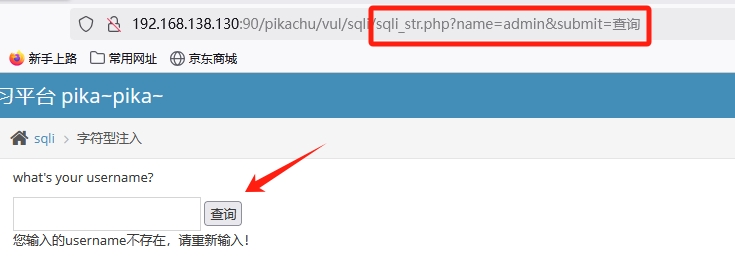 192.168.138.130:90/pikachu/vul/sqli/sqli_str.php?name=admin&submit=查询
新手上路 常用网址 京东商城
习平台 pika~pika~
sqli > 字符型注入
what's your username?
查询
您输入的username不存在，请重新输入！